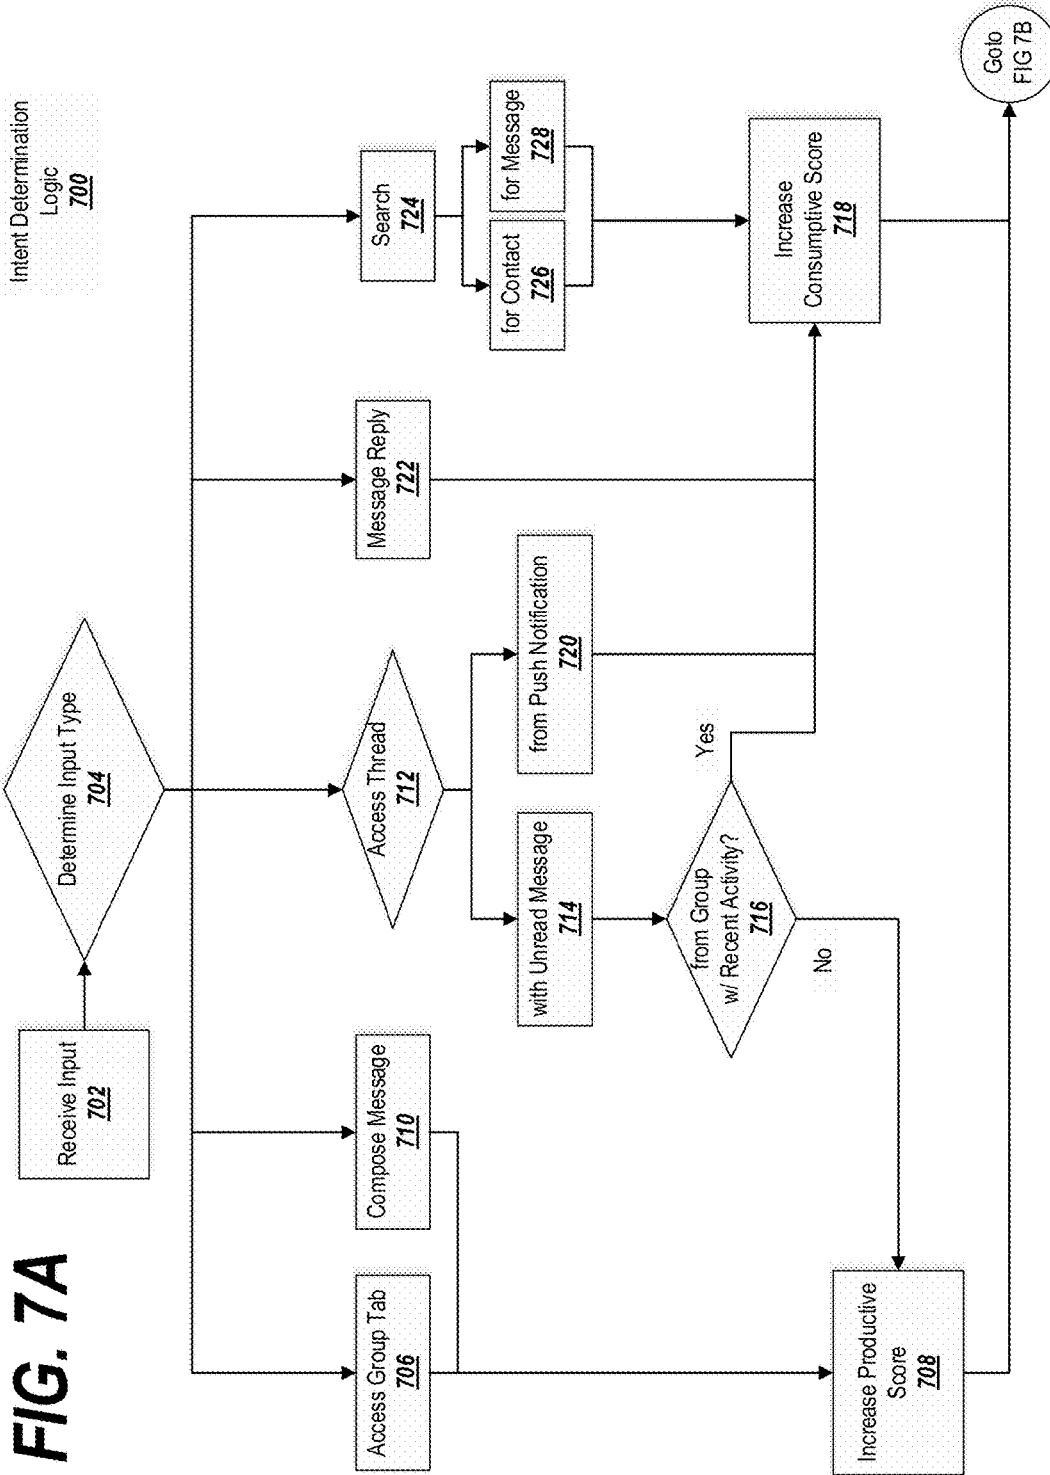 FIG. 7A
Intent Determination
Logic
700
Receive Input
702
Determine Input Type
704
Access Group Tab
706
Compose Message
710
Access Thread
712
Message Reply
722
Search
724
with Unread Message
714
from Push Notification
720
for Contact
726
for Message
728
from Group
w/ Recent Activity?
716
Yes
No
Increase Productive
Score
708
Increase
Consumptive Score
718
Goto
FIG 7B